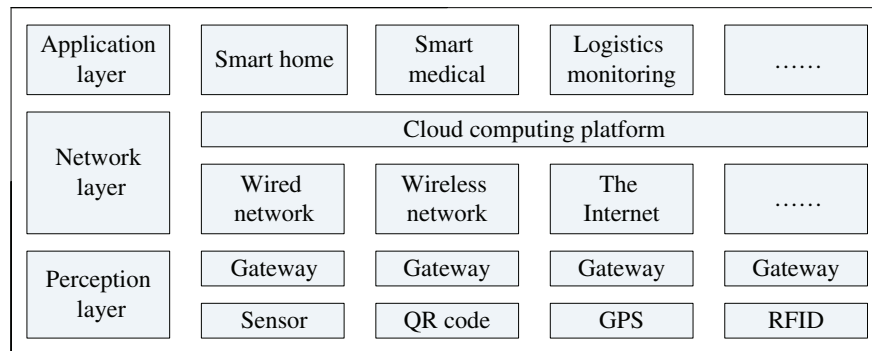 Application
layer
Smart home
Smart
medical
Logistics
monitoring
……
Network
layer
Cloud computing platform
Wired
network
Wireless
network
The
Internet
……
Perception
layer
Gateway
Gateway
Gateway
Gateway
Sensor
QR code
GPS
RFID